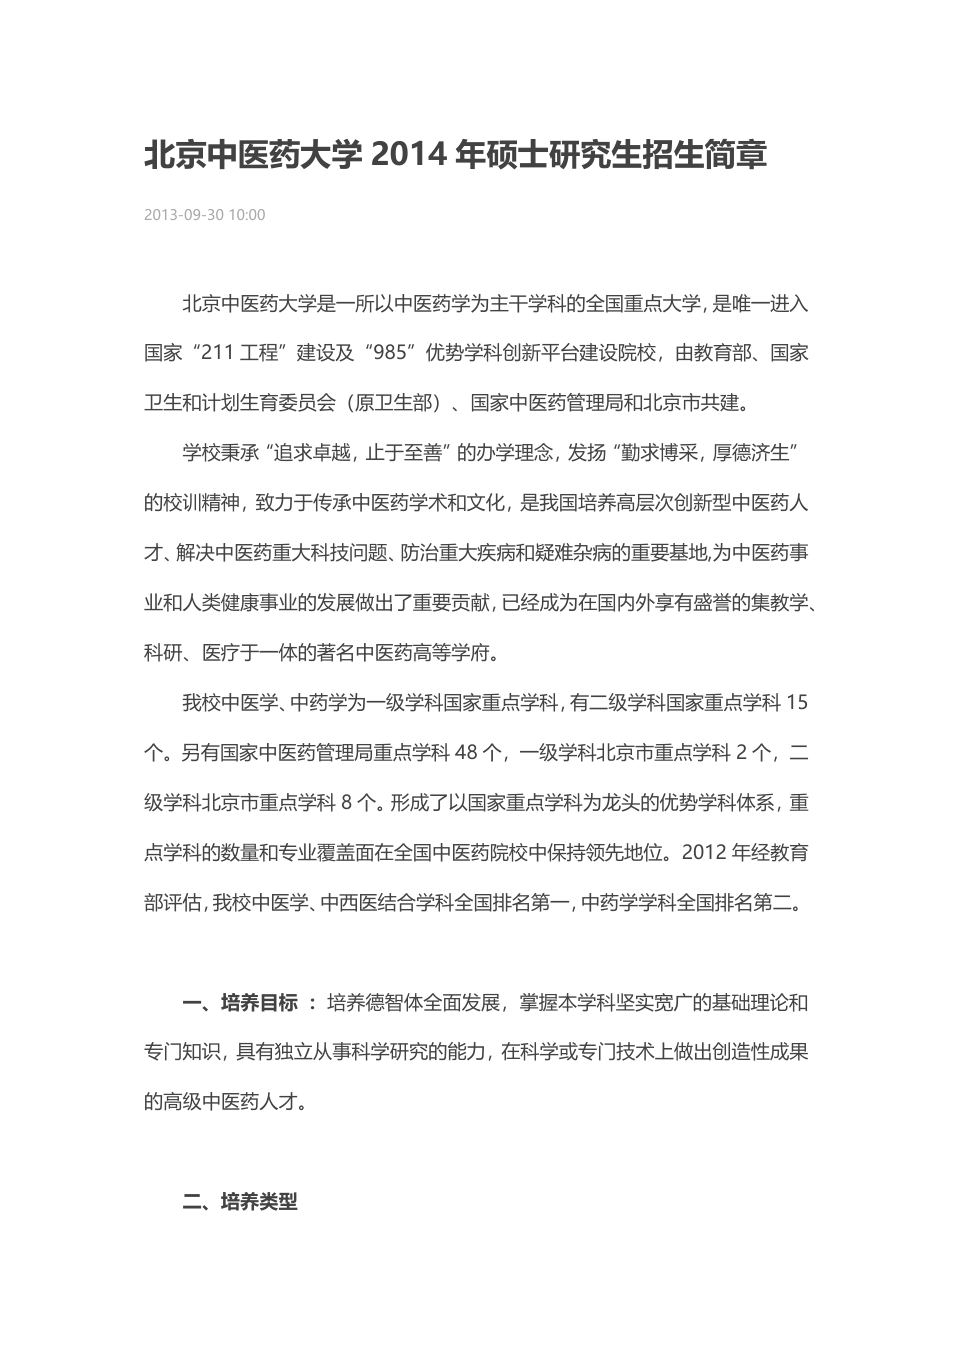 北京中医药大学 2014 年硕士研究生招生简章
2013-09-30 10:00
北京中医药大学是一所以中医药学为主干学科的全国重点大学，是唯一进入
国家“211 工程”建设及“985”优势学科创新平台建设院校，由教育部、国家
卫生和计划生育委员会（原卫生部）、国家中医药管理局和北京市共建。
学校秉承“追求卓越，止于至善”的办学理念，发扬“勤求博采，厚德济生”
的校训精神，致力于传承中医药学术和文化，是我国培养高层次创新型中医药人
才、解决中医药重大科技问题、防治重大疾病和疑难杂病的重要基地,为中医药事
业和人类健康事业的发展做出了重要贡献，已经成为在国内外享有盛誉的集教学、
科研、医疗于一体的著名中医药高等学府。
我校中医学、中药学为一级学科国家重点学科，有二级学科国家重点学科 15
个。另有国家中医药管理局重点学科 48 个，一级学科北京市重点学科 2 个，二
级学科北京市重点学科 8 个。形成了以国家重点学科为龙头的优势学科体系，重
点学科的数量和专业覆盖面在全国中医药院校中保持领先地位。2012 年经教育
部评估，我校中医学、中西医结合学科全国排名第一，中药学学科全国排名第二。
一、培养目标 ：培养德智体全面发展，掌握本学科坚实宽广的基础理论和
专门知识，具有独立从事科学研究的能力，在科学或专门技术上做出创造性成果
的高级中医药人才。
二、培养类型